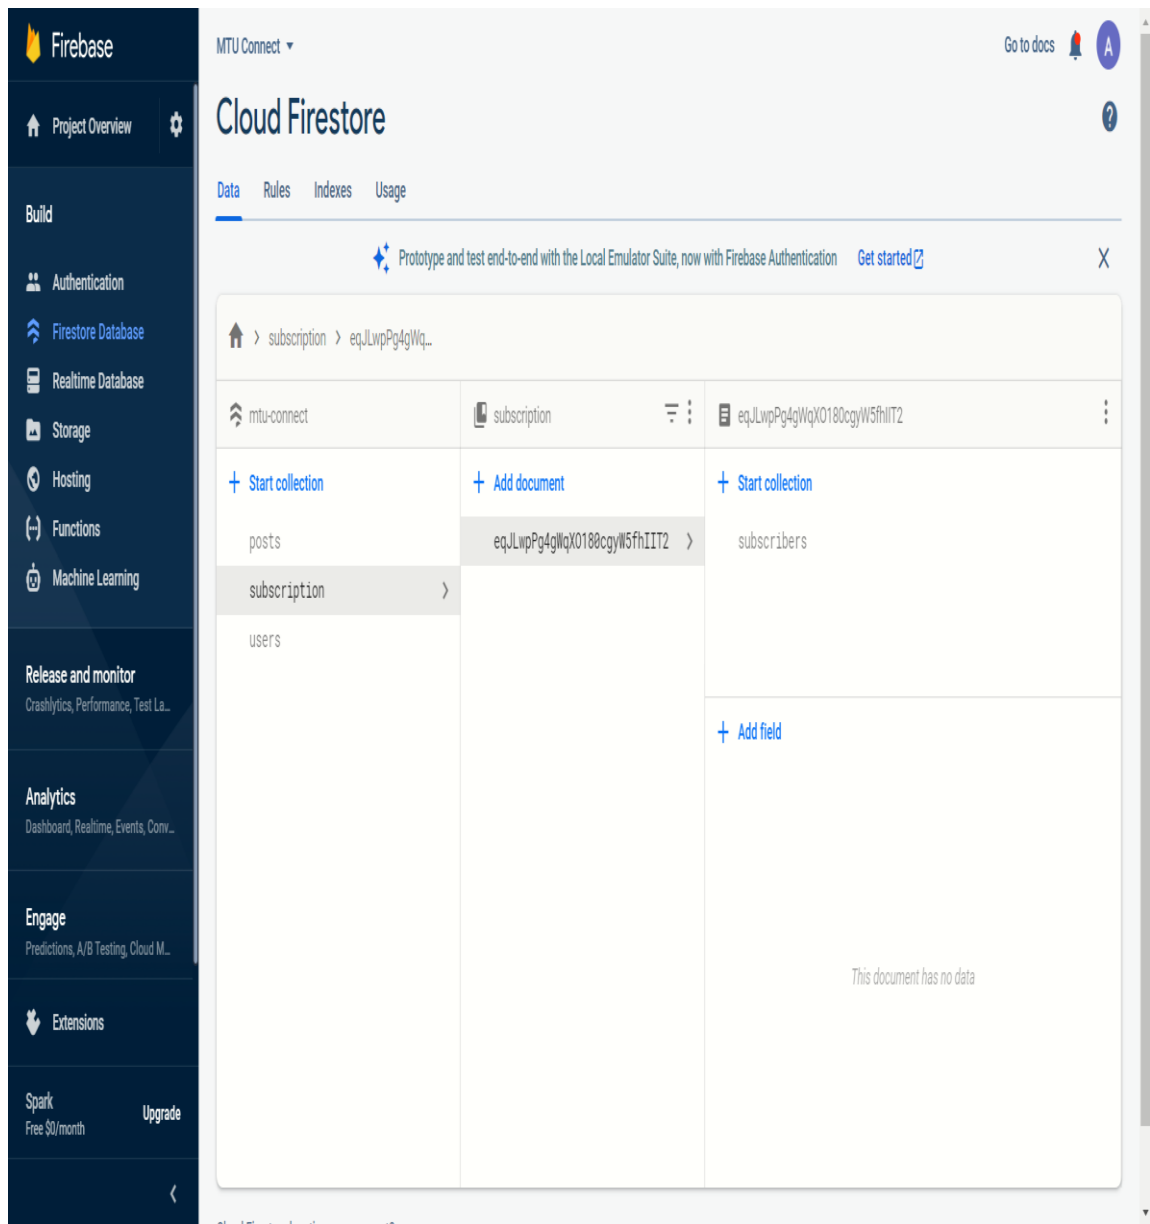 Firebase
Project Overview
Build
Authentication
Firestore Database
Realtime Database
Storage
Hosting
Functions
Machine Learning
Release and monitor
Crashlytics, Performance, Test La...
Analytics
Dashboard, Realtime, Events, Conv...
Engage
Predictions, A/B Testing, Cloud M...
Extensions
Spark
Free $0/month
Upgrade
MTU Connect
Go to docs
A
Cloud Firestore
Data Rules Indexes Usage
Prototype and test end-to-end with the Local Emulator Suite, now with Firebase Authentication Get started
> subscription > eqJLwpPg4gWq...
mtu-connect
+ Start collection
posts
subscription
users
subscription
+ Add document
eqJLwpPg4gWqXO180cgyW5fhIIT2
eqJLwpPg4gWqXO180cgyW5fhIIT2
+ Start collection
subscribers
+ Add field
This document has no data